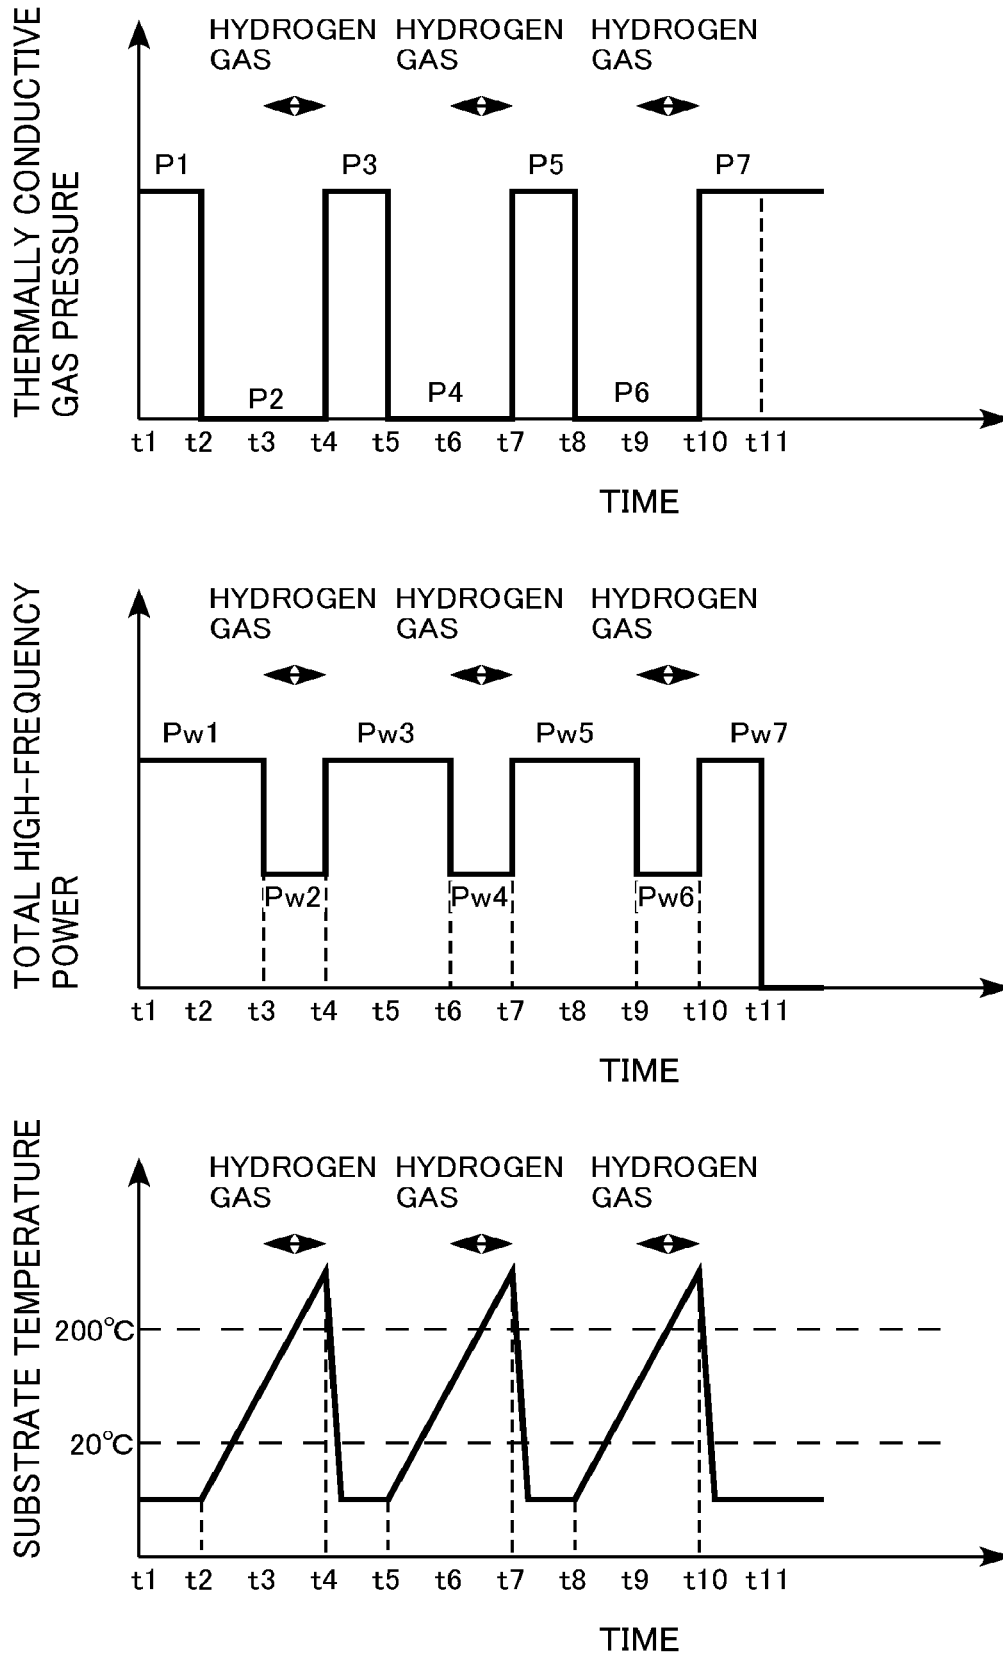 THERMALLY CONDUCTIVE
GAS PRESSURE
HYDROGEN HYDROGEN HYDROGEN
GAS GAS GAS
P1 P3 P5 P7
P2 P4 P6
t1 t2 t3 t4 t5 t6 t7 t8 t9 t10 t11
TIME
TOTAL HIGH-FREQUENCY
POWER
HYDROGEN HYDROGEN HYDROGEN
GAS GAS GAS
Pw1 Pw3 Pw5 Pw7
Pw2 Pw4 Pw6
t1 t2 t3 t4 t5 t6 t7 t8 t9 t10 t11
TIME
SUBSTRATE TEMPERATURE
HYDROGEN HYDROGEN HYDROGEN
GAS GAS GAS
200°C
20°C
t1 t2 t3 t4 t5 t6 t7 t8 t9 t10 t11
TIME